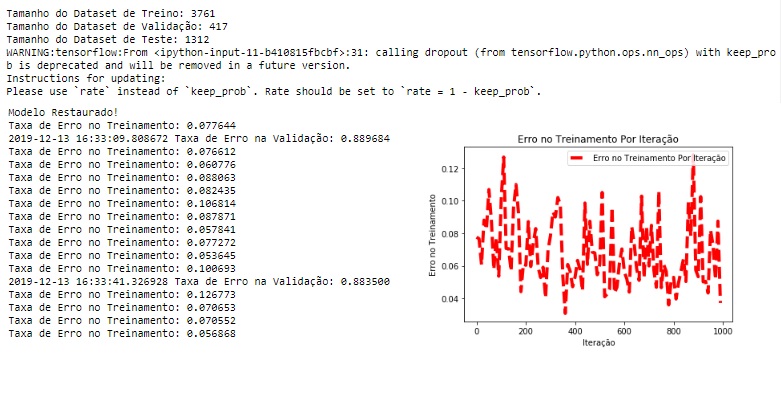 Tamanho do Dataset de Treino: 3761
Tamanho do Dataset de Validação: 417
Tamanho do Dataset de Teste: 1312
WARNING:tensorflow:From <ipython-input-11-b410815fbcbf>:31: calling dropout (from tensorflow.python.ops.nn_ops) with keep_pro
b is deprecated and will be removed in a future version.
Instructions for updating:
Please use `rate` instead of `keep_prob`. Rate should be set to `rate = 1 - keep_prob`.
Modelo Restaurado!
Taxa de Erro no Treinamento: 0.077644
2019-12-13 16:33:09.808672 Taxa de Erro na Validação: 0.889684
Taxa de Erro no Treinamento: 0.076612
Taxa de Erro no Treinamento: 0.060776
Taxa de Erro no Treinamento: 0.088063
Taxa de Erro no Treinamento: 0.082435
Taxa de Erro no Treinamento: 0.106814
Taxa de Erro no Treinamento: 0.087871
Taxa de Erro no Treinamento: 0.057841
Taxa de Erro no Treinamento: 0.077272
Taxa de Erro no Treinamento: 0.053645
Taxa de Erro no Treinamento: 0.100693
2019-12-13 16:33:41.326928 Taxa de Erro na Validação: 0.883500
Taxa de Erro no Treinamento: 0.126773
Taxa de Erro no Treinamento: 0.070653
Taxa de Erro no Treinamento: 0.070552
Taxa de Erro no Treinamento: 0.056868
Erro no Treinamento Por Iteração
Erro no Treinamento Por Iteração
Erro no Treinamento
0.12
0.10
0.08
0.06
0.04
0
200
400
600
800
1000
Iteração